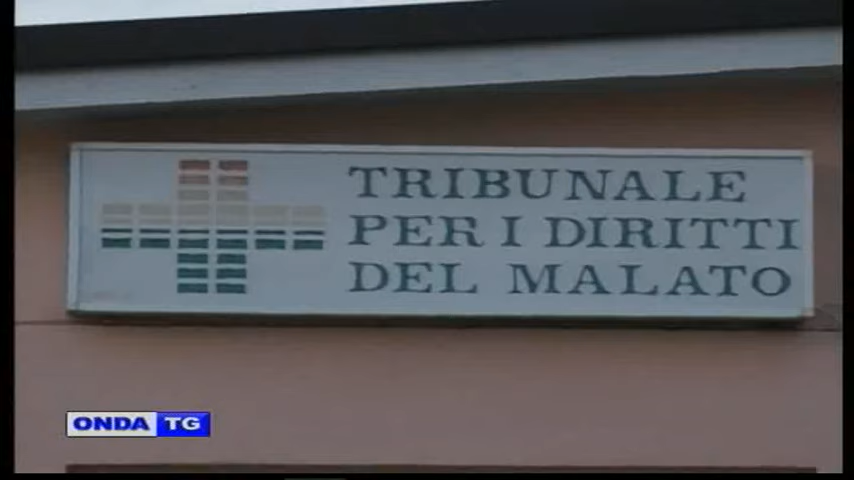 TRIBUNALE
PER I DIRITTI
DEL MALATO
ONDA TG